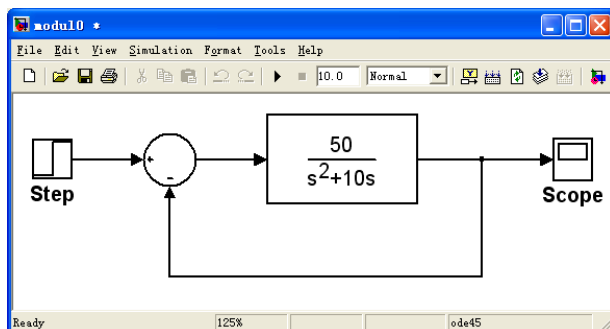 modul0 *
File Edit View Simulation Format Tools Help
10.0 Normal
50
s²+10s
+
-
Step
Scope
Ready 125% ode45